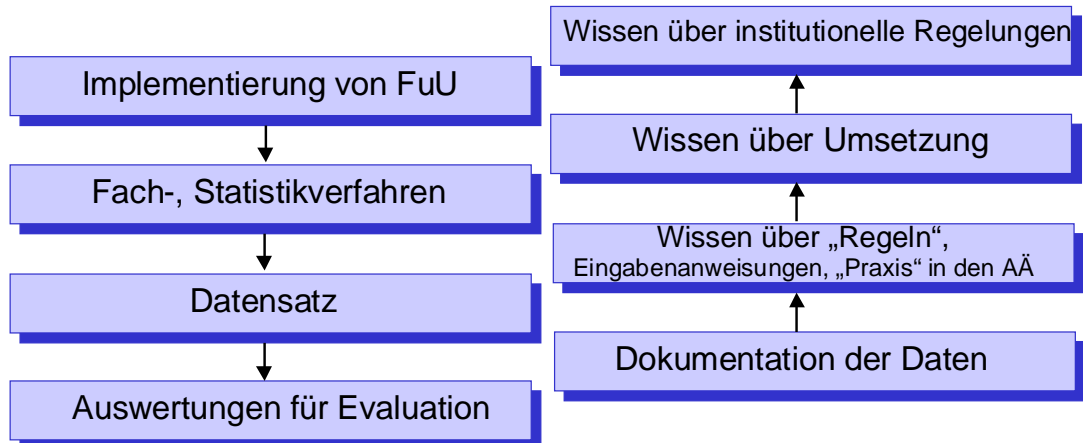 Implementierung von FuU
Fach-, Statistikverfahren
Datensatz
Auswertungen für Evaluation
Wissen über institutionelle Regelungen
Wissen über Umsetzung
Wissen über „Regeln“,
Eingabenanweisungen, „Praxis“ in den AÄ
Dokumentation der Daten